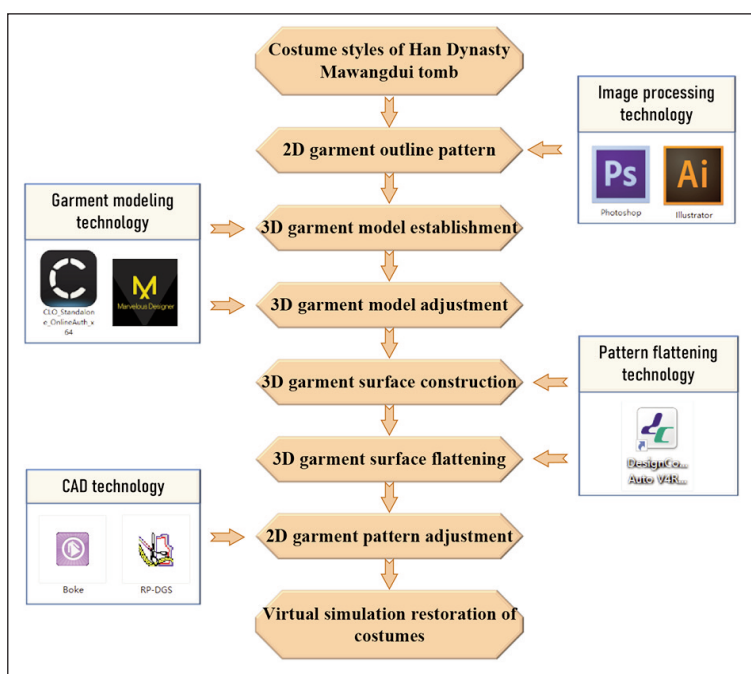 Costume styles of Han Dynasty
Mawangdui tomb
Image processing
technology
Ps
Ai
Photoshop
Illustrator
2D garment outline pattern
Garment modeling
technology
CLO_Standalon
e_OnlineAuth_x
64
Marvelous Designer
3D garment model establishment
3D garment model adjustment
Pattern flattening
technology
DesignCo...
Auto V4R...
3D garment surface construction
3D garment surface flattening
CAD technology
Boke
RP-DGS
2D garment pattern adjustment
Virtual simulation restoration of
costumes